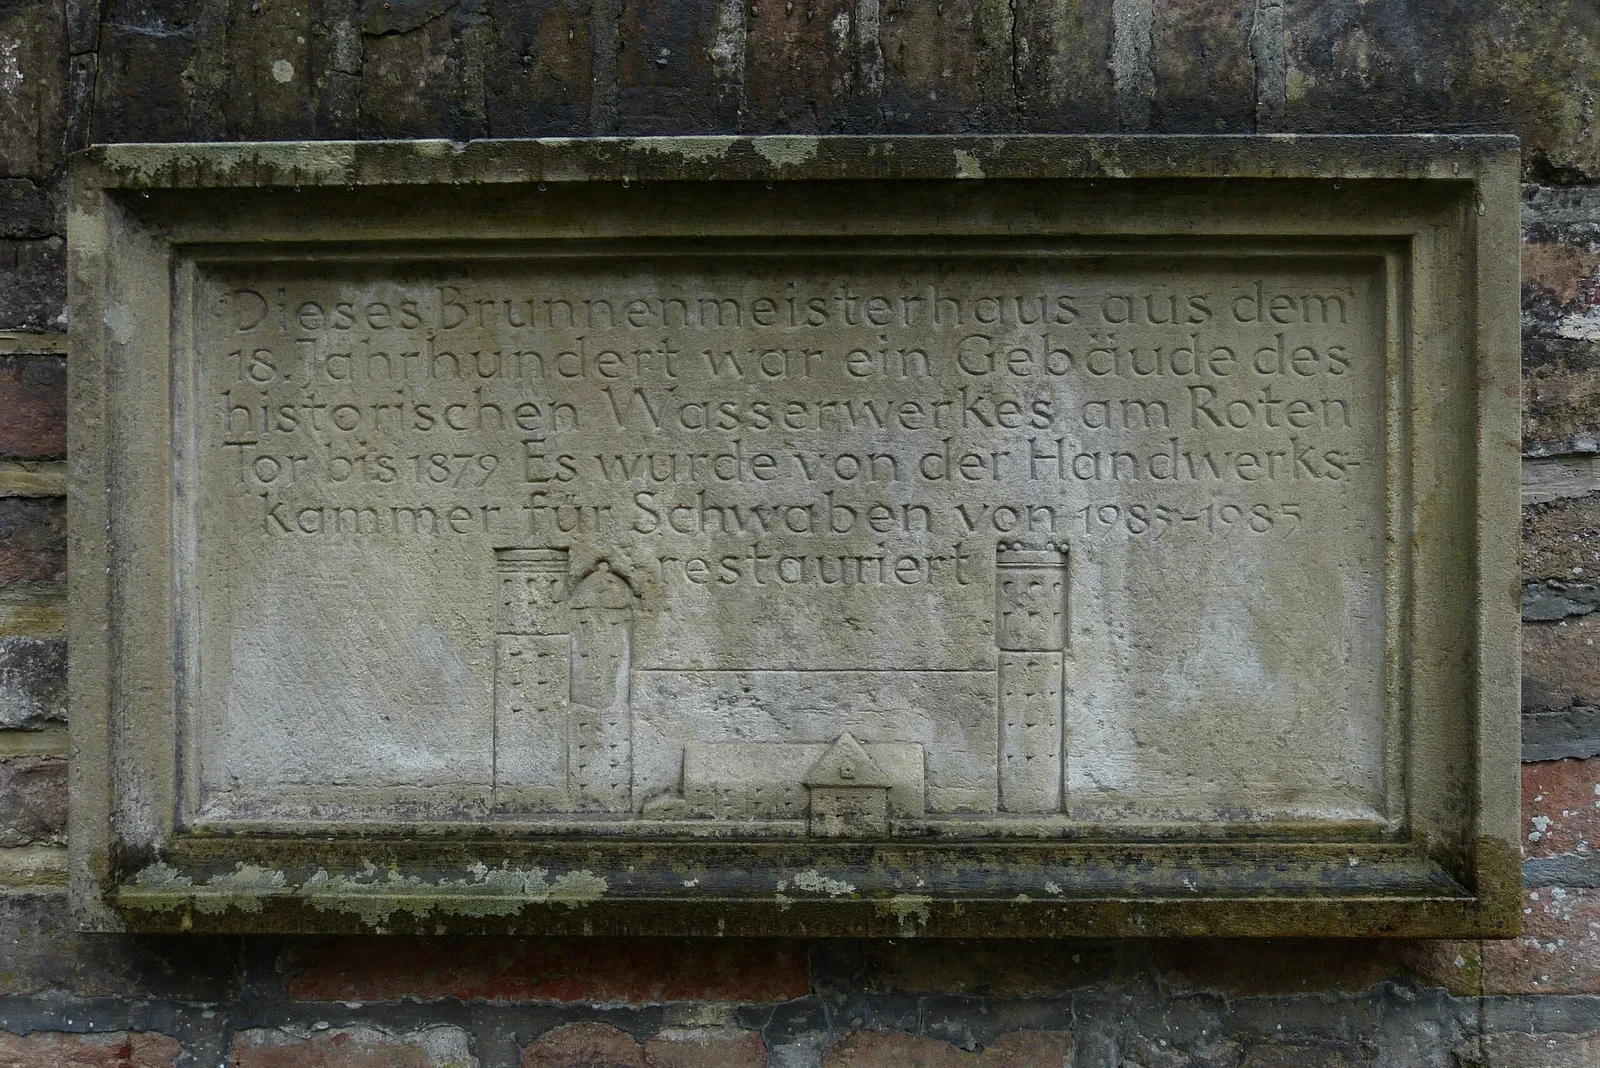 Dieses Brunnenmeisterhaus aus dem
18. Jahrhundert war ein Gebäude des
historischen Wasserwerkes am Roten
Tor bis 1879 Es wurde von der Handwerks-
kammer für Schwaben von 1983-1985
restauriert